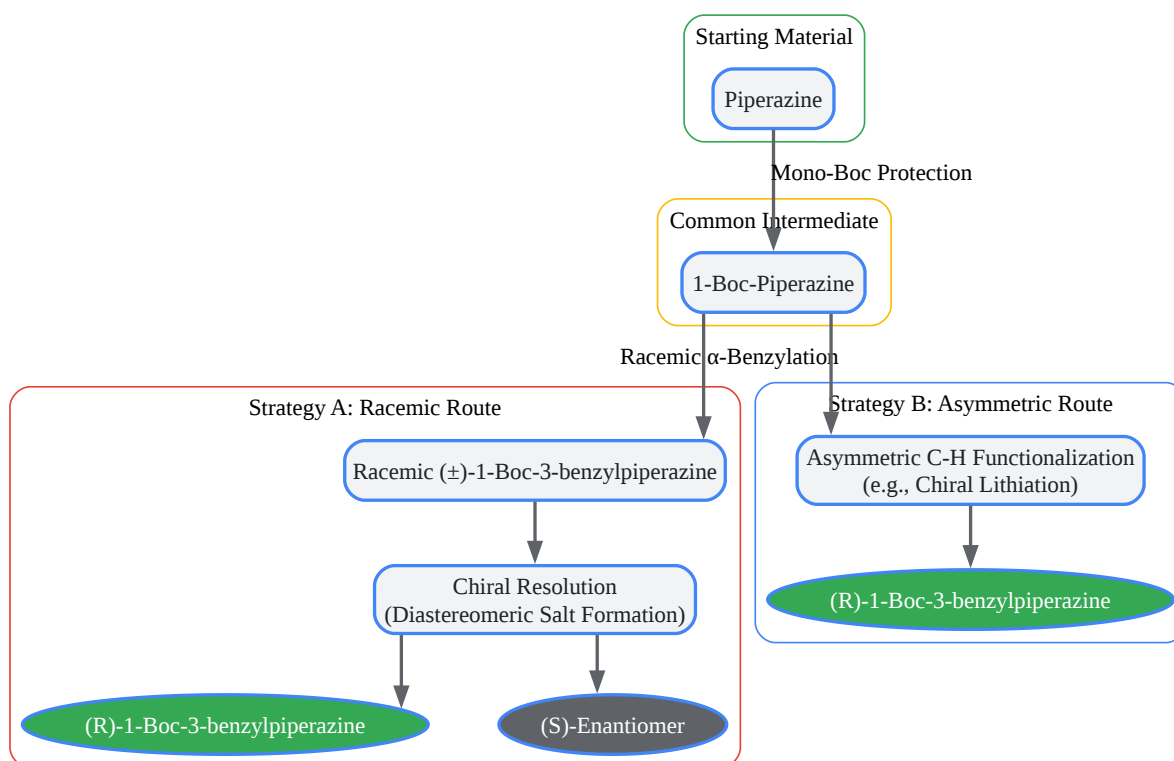 Starting Material
Piperazine
Mono-Boc Protection
Common Intermediate
1-Boc-Piperazine
Racemic α-Benzylation
Strategy A: Racemic Route
Racemic (±)-1-Boc-3-benzylpiperazine
Chiral Resolution
(Diastereomeric Salt Formation)
(R)-1-Boc-3-benzylpiperazine
(S)-Enantiomer
Strategy B: Asymmetric Route
Asymmetric C-H Functionalization
(e.g., Chiral Lithiation)
(R)-1-Boc-3-benzylpiperazine